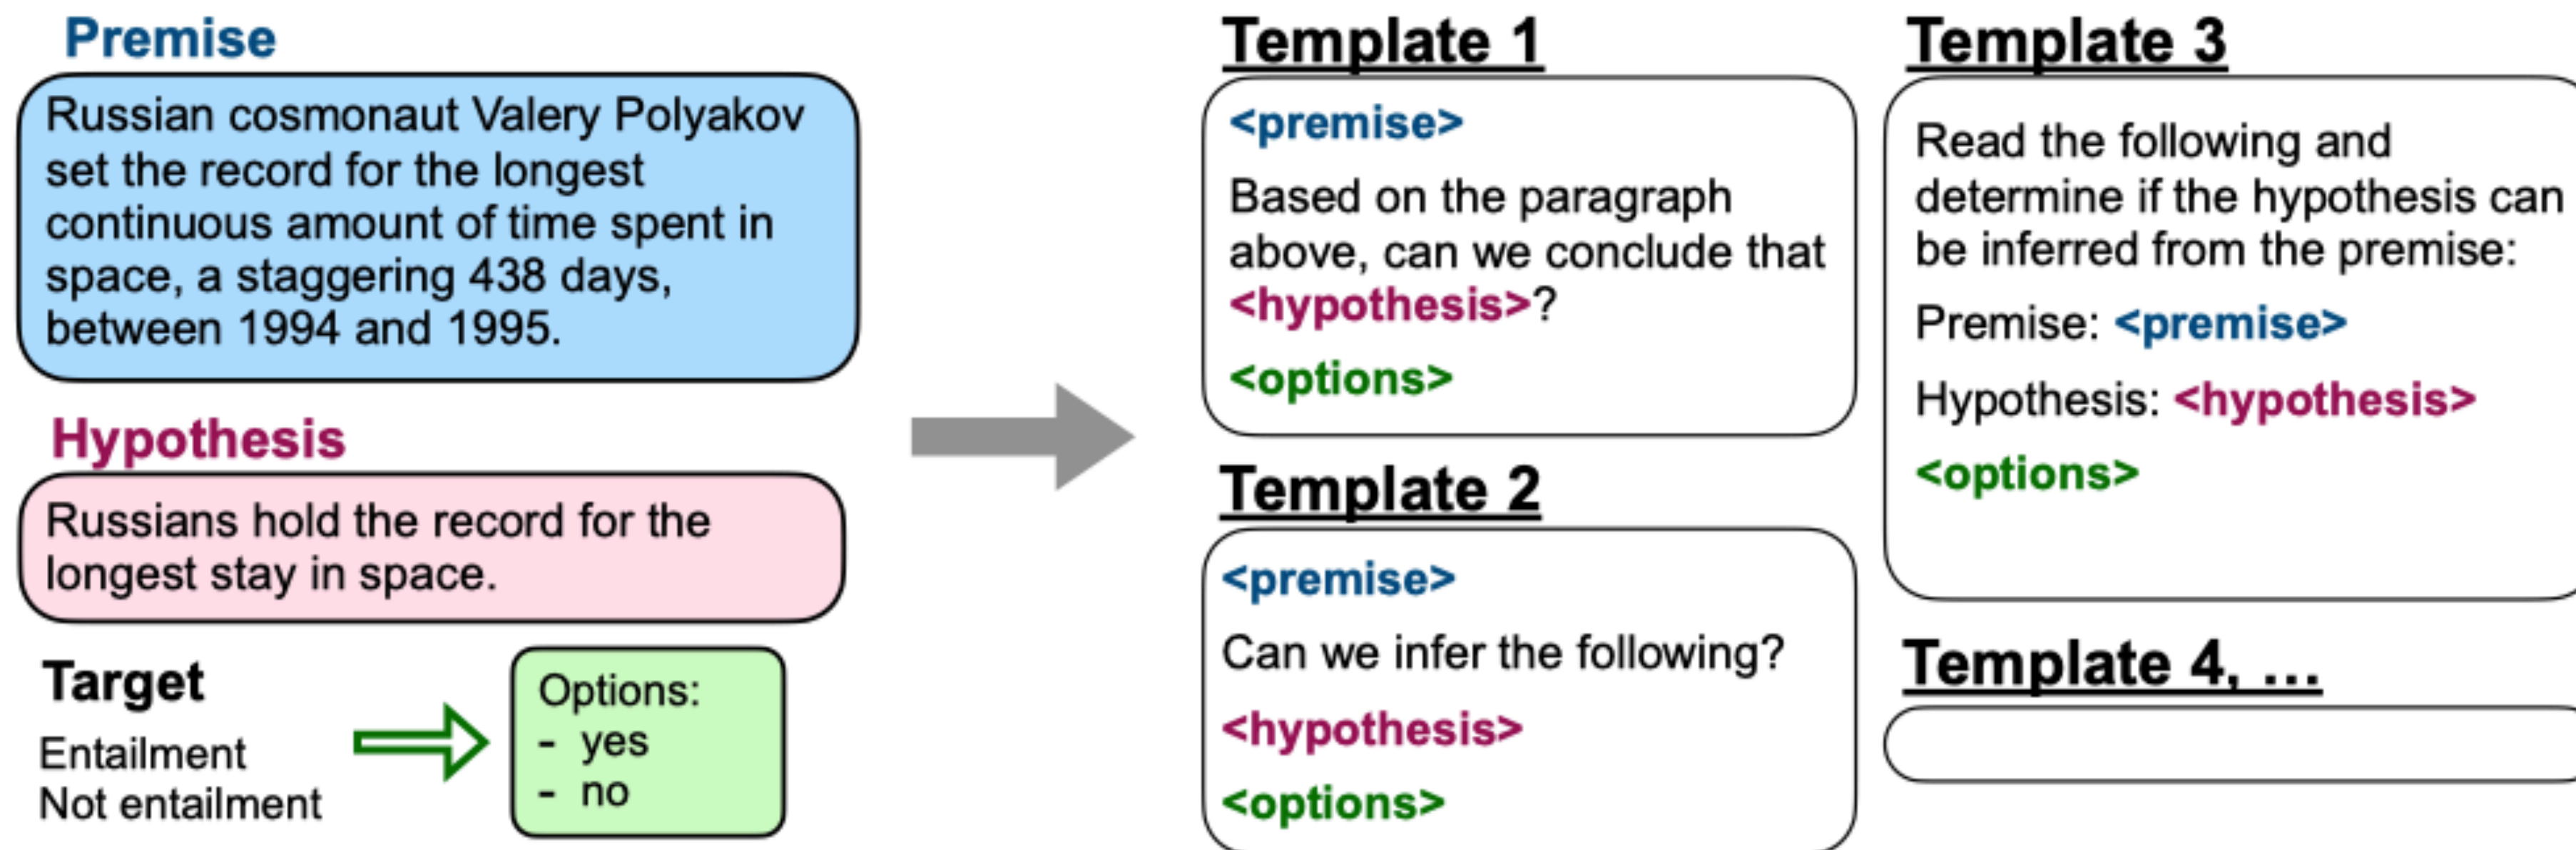 Premise
Russian cosmonaut Valery Polyakov
set the record for the longest
continuous amount of time spent in
space, a staggering 438 days,
between 1994 and 1995.
Hypothesis
Russians hold the record for the
longest stay in space.
Target
Entailment
Not entailment
Options:
- yes
- no
Template 1
<premise>
Based on the paragraph
above, can we conclude that
<hypothesis>?
<options>
Template 2
<premise>
Can we infer the following?
<hypothesis>
<options>
Template 3
Read the following and
determine if the hypothesis can
be inferred from the premise:
Premise: <premise>
Hypothesis: <hypothesis>
<options>
Template 4, ...